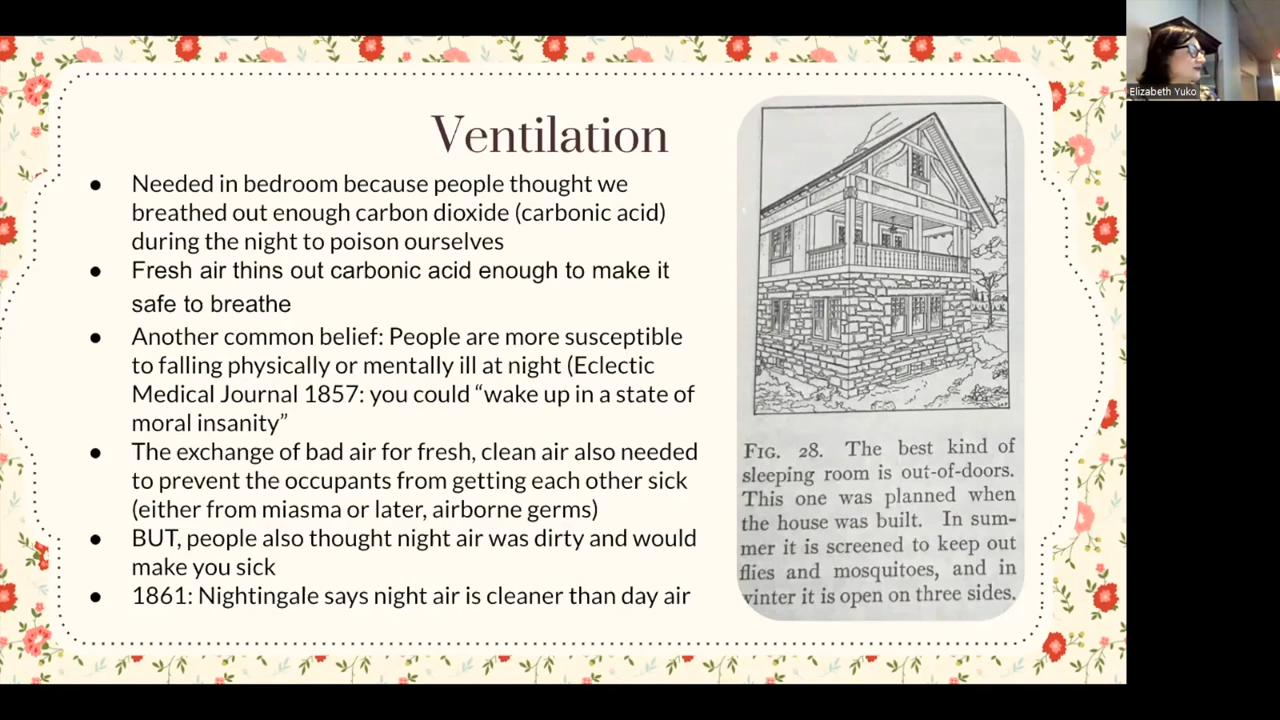 Ventilation
● Needed in bedroom because people thought we
breathed out enough carbon dioxide (carbonic acid)
during the night to poison ourselves
● Fresh air thins out carbonic acid enough to make it
safe to breathe
● Another common belief: People are more susceptible
to falling physically or mentally ill at night (Eclectic
Medical Journal 1857: you could “wake up in a state of
moral insanity”
● The exchange of bad air for fresh, clean air also needed
to prevent the occupants from getting each other sick
(either from miasma or later, airborne germs)
● BUT, people also thought night air was dirty and would
make you sick
● 1861: Nightingale says night air is cleaner than day air
FIG. 28. The best kind of
sleeping room is out-of-doors.
This one was planned when
the house was built. In sum-
mer it is screened to keep out
flies and mosquitoes, and in
winter it is open on three sides.
Elizabeth Yuko